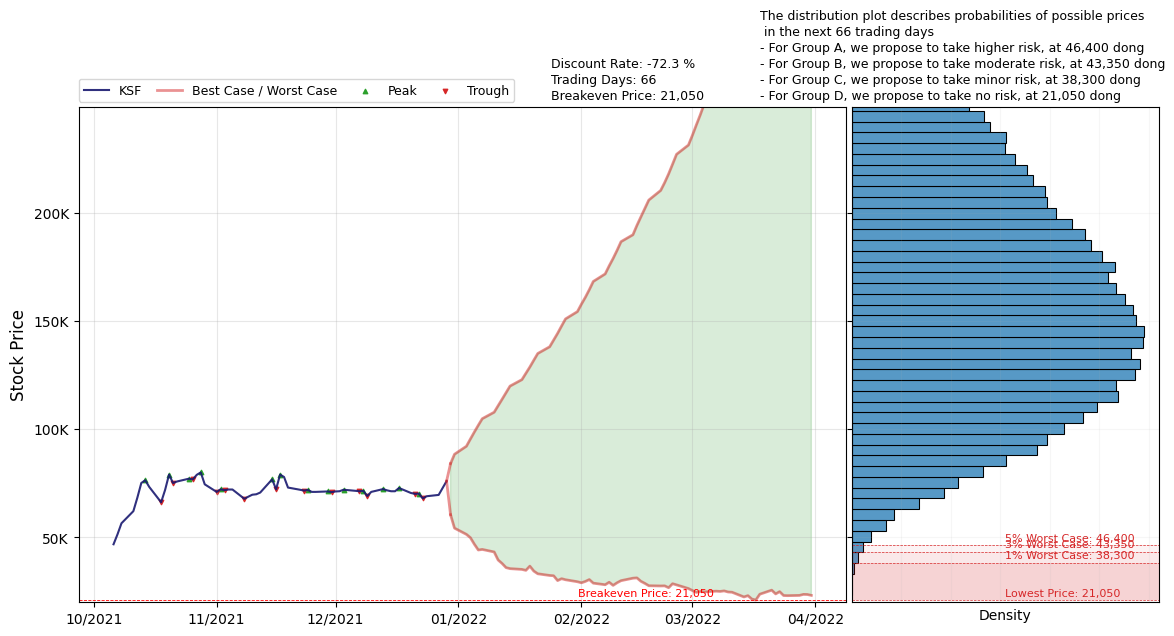 The distribution plot describes probabilities of possible prices
in the next 66 trading days
- For Group A, we propose to take higher risk, at 46,400 dong
- For Group B, we propose to take moderate risk, at 43,350 dong
- For Group C, we propose to take minor risk, at 38,300 dong
- For Group D, we propose to take no risk, at 21,050 dong
Discount Rate: -72.3 %
Trading Days: 66
Breakeven Price: 21,050
KSF
Best Case / Worst Case
Peak
Trough
Stock Price
200K
150K
100K
50K
Breakeven Price: 21,050
10/2021
11/2021
12/2021
01/2022
02/2022
03/2022
04/2022
5% Worst Case: 46,400
3% Worst Case: 43,350
1% Worst Case: 38,300
Lowest Price: 21,050
Density